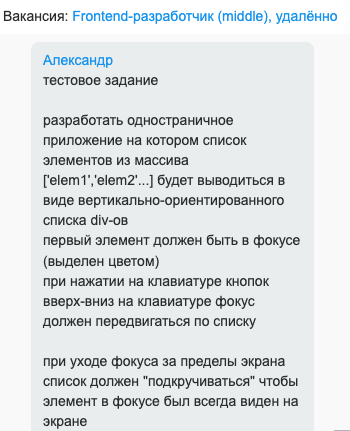 Вакансия: Frontend-разработчик (middle), удалённо
Александр
тестовое задание
разработать одностраничное
приложение на котором список
элементов из массива
['elem1','elem2'...] будет выводиться в
виде вертикально-ориентированного
списка div-ов
первый элемент должен быть в фокусе
(выделен цветом)
при нажатии на клавиатуре кнопок
вверх-вниз на клавиатуре фокус
должен передвигаться по списку
при уходе фокуса за пределы экрана
список должен "подкручиваться" чтобы
элемент в фокусе был всегда виден на
экране